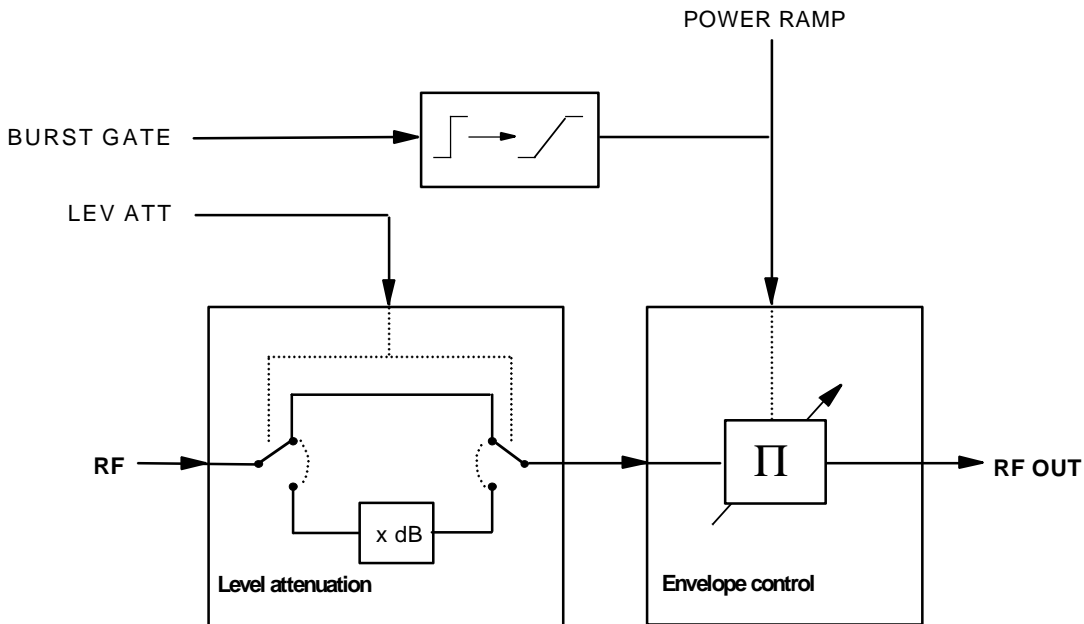 POWER RAMP
BURST GATE
LEV ATT
RF
Π
RF OUT
x dB
Level attenuation
Envelope control